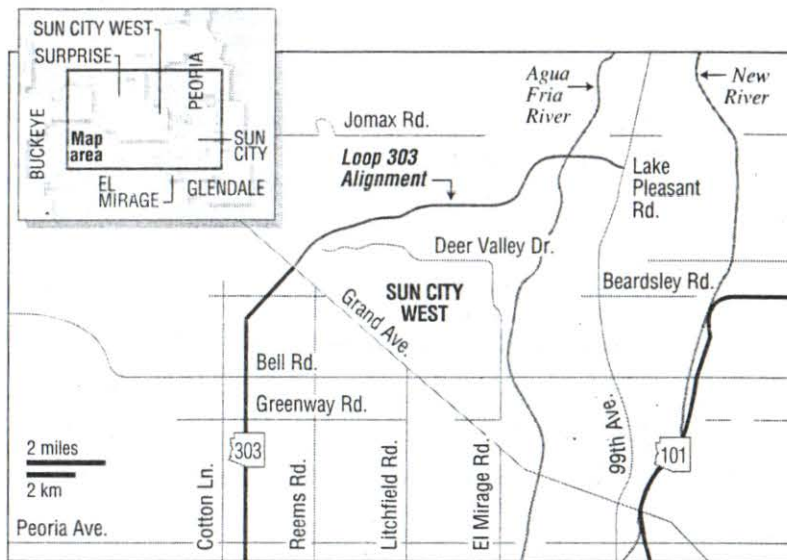 SUN CITY WEST
SURPRISE
PEORIA
BUCKEYE
Map
area
SUN
CITY
EL
MIRAGE
GLENDALE
Agua
Fria
River
New
River
Jomax Rd.
Loop 303
Alignment
Lake
Pleasant
Rd.
Deer Valley Dr.
Beardsley Rd.
SUN CITY
WEST
Grand Ave.
Bell Rd.
Greenway Rd.
2 miles
2 km
303
101
99th Ave.
Cotton Ln.
Reems Rd.
Litchfield Rd.
El Mirage Rd.
Peoria Ave.